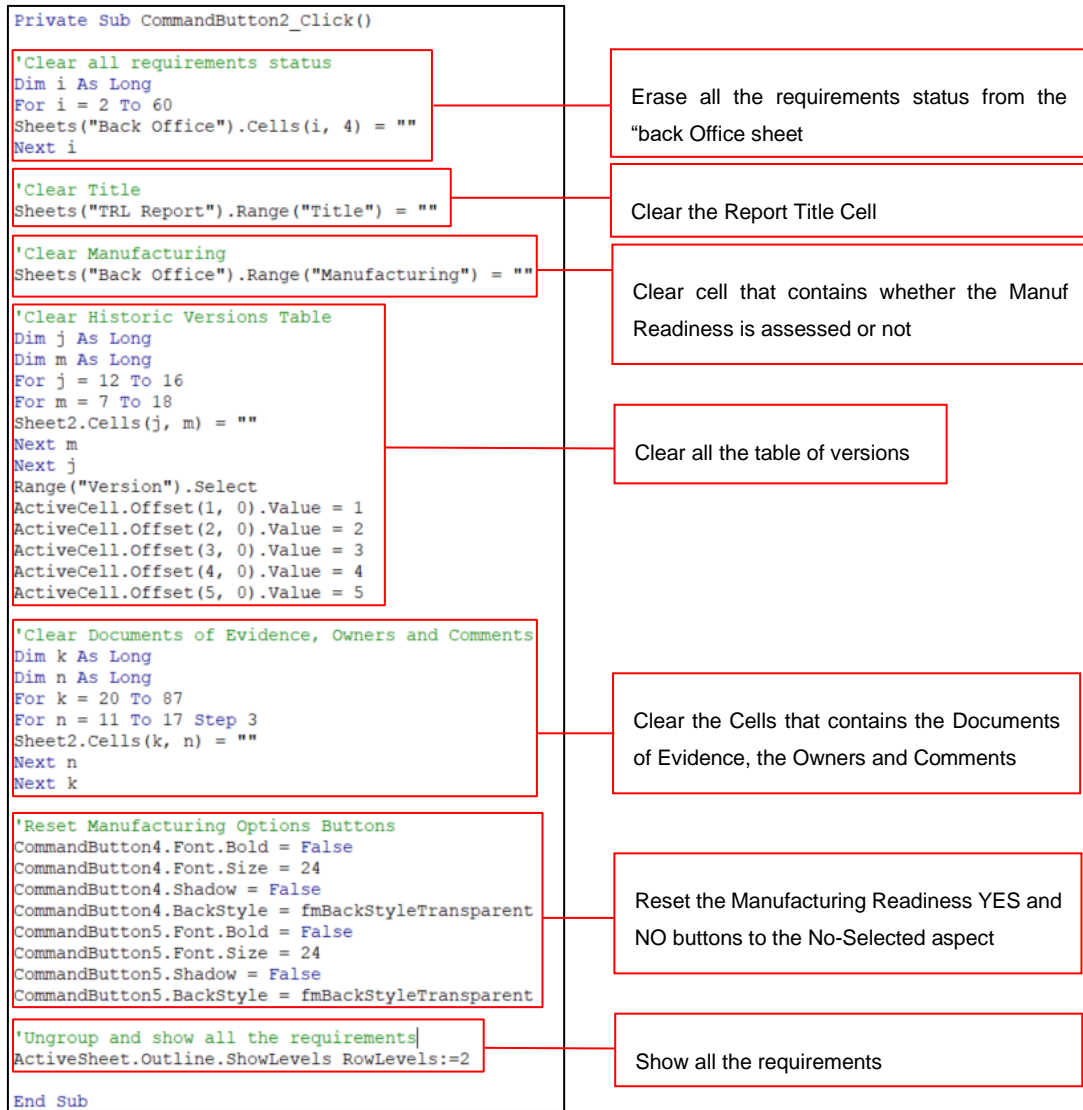 Private Sub CommandButton2_Click()
'Clear all requirements status
Dim i As Long
For i = 2 To 60
Sheets("Back Office").Cells(i, 4) = ""
Next i
Erase all the requirements status from the
“back Office sheet
'Clear Title
Sheets("TRL Report").Range("Title") = ""
Clear the Report Title Cell
'Clear Manufacturing
Sheets("Back Office").Range("Manufacturing") = ""
Clear cell that contains whether the Manuf
Readiness is assessed or not
'Clear Historic Versions Table
Dim j As Long
Dim m As Long
For j = 12 To 16
For m = 7 To 18
Sheet2.Cells(j, m) = ""
Next m
Next j
Range("Version").Select
ActiveCell.Offset(1, 0).Value = 1
ActiveCell.Offset(2, 0).Value = 2
ActiveCell.Offset(3, 0).Value = 3
ActiveCell.Offset(4, 0).Value = 4
ActiveCell.Offset(5, 0).Value = 5
Clear all the table of versions
'Clear Documents of Evidence, Owners and Comments
Dim k As Long
Dim n As Long
For k = 20 To 87
For n = 11 To 17 Step 3
Sheet2.Cells(k, n) = ""
Next n
Next k
Clear the Cells that contains the Documents
of Evidence, the Owners and Comments
'Reset Manufacturing Options Buttons
CommandButton4.Font.Bold = False
CommandButton4.Font.Size = 24
CommandButton4.Shadow = False
CommandButton4.BackStyle = fmBackStyleTransparent
CommandButton5.Font.Bold = False
CommandButton5.Font.Size = 24
CommandButton5.Shadow = False
CommandButton5.BackStyle = fmBackStyleTransparent
Reset the Manufacturing Readiness YES and
NO buttons to the No-Selected aspect
'Ungroup and show all the requirements
ActiveSheet.Outline.ShowLevels RowLevels:=2
Show all the requirements
End Sub